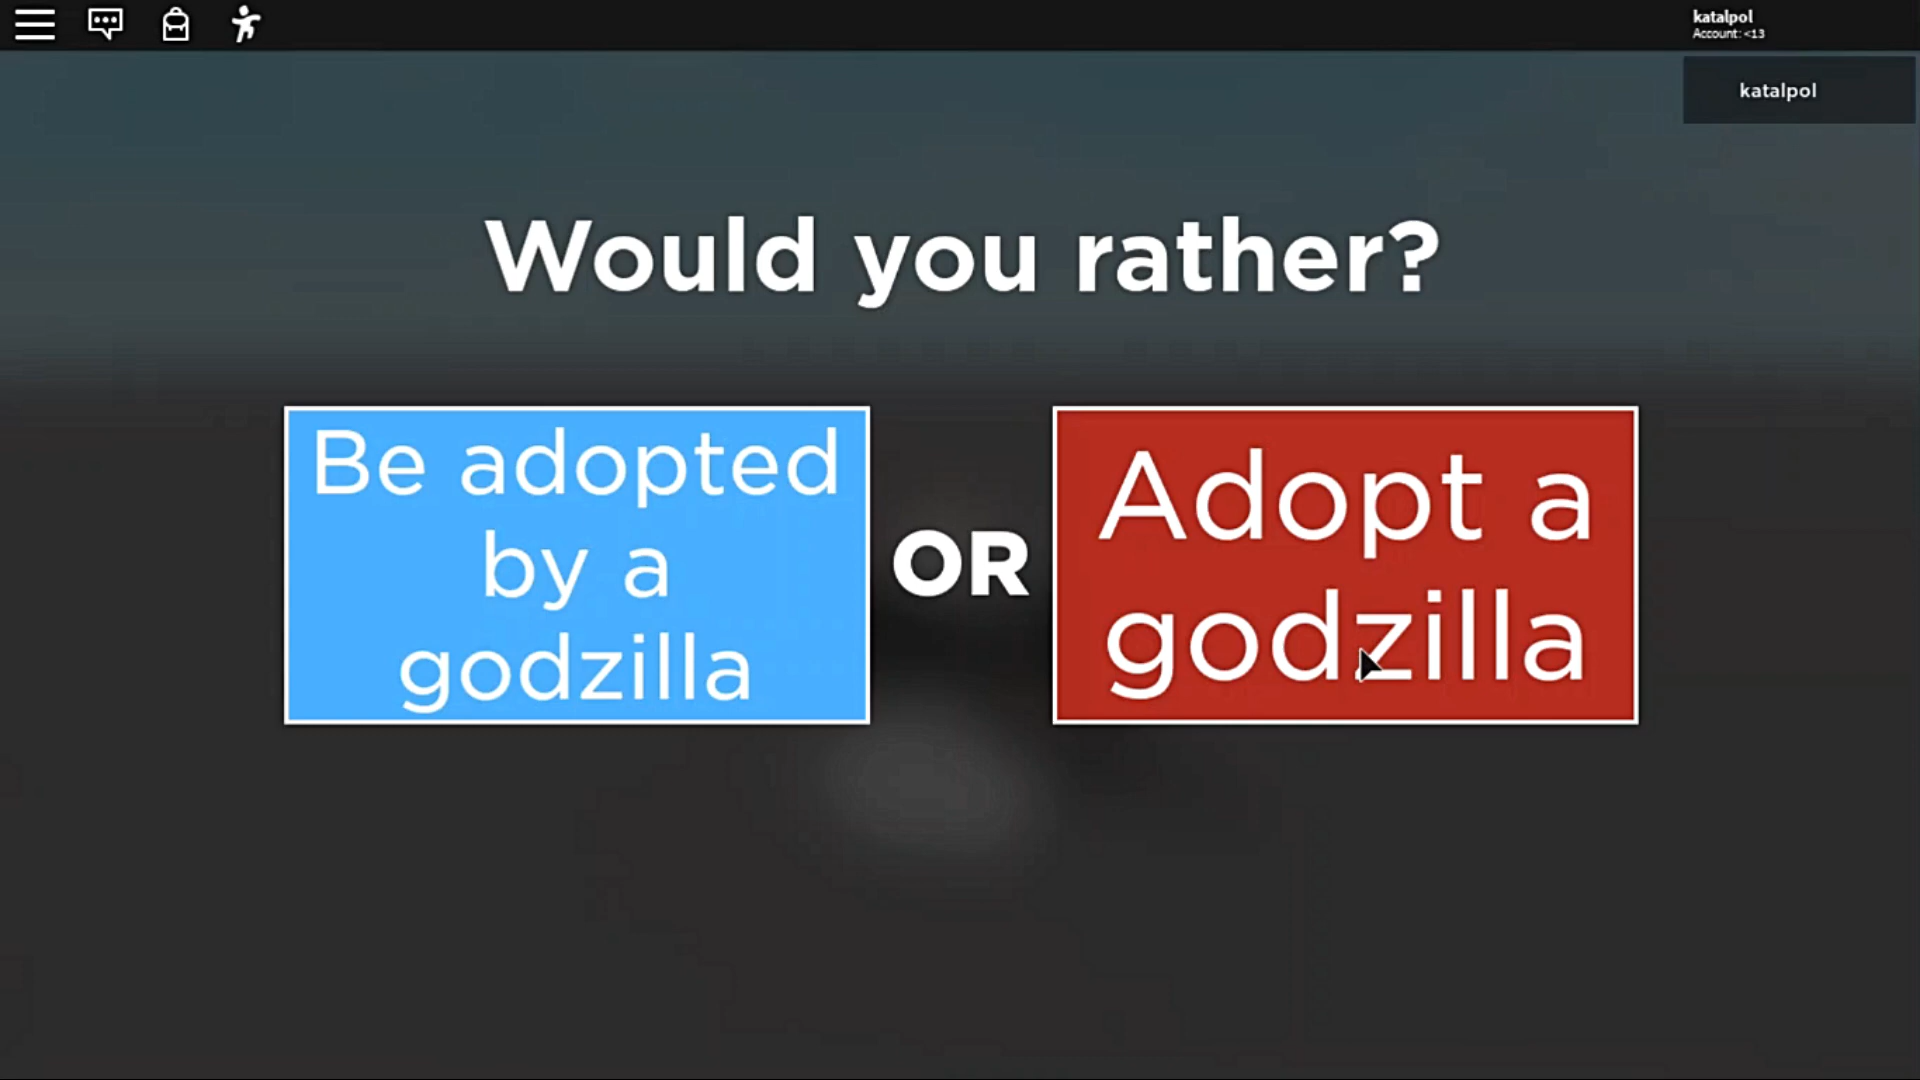 katalpol
Account: <13
katalpol
Would you rather?
Be adopted
by a
godzilla
OR
Adopt a
godzilla